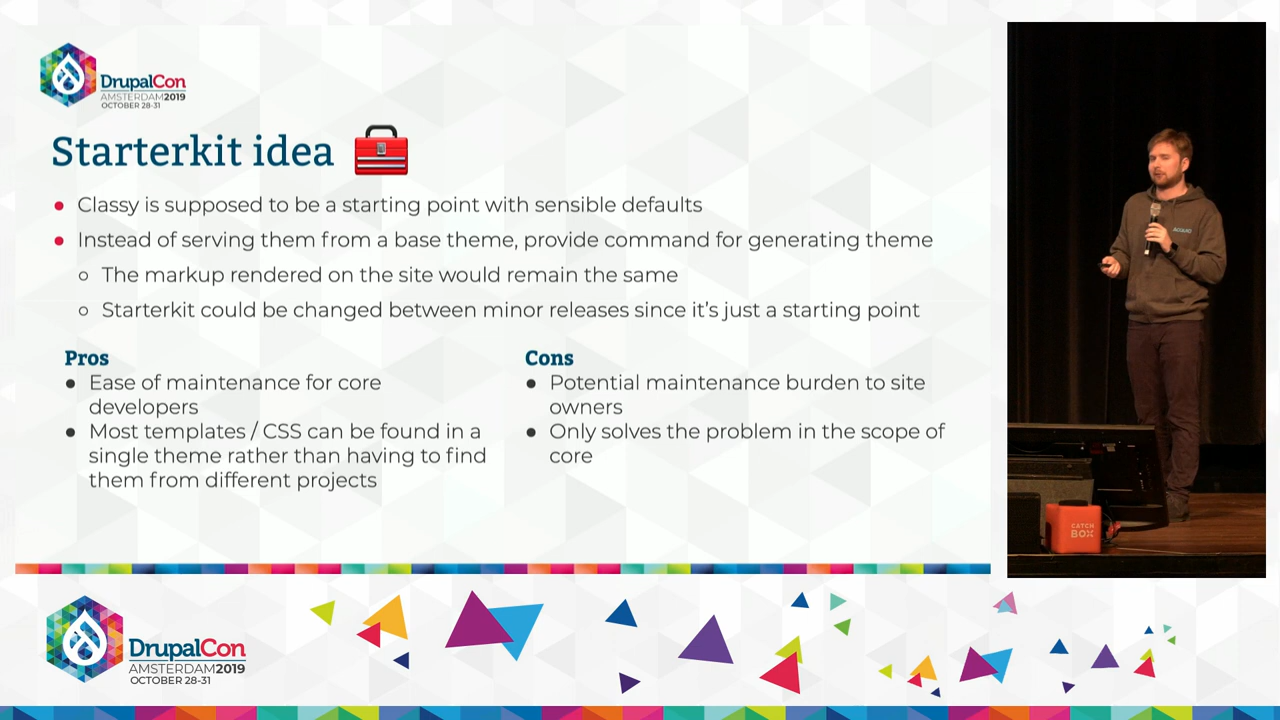 DrupalCon
AMSTERDAM2019
OCTOBER 28-31
Starterkit idea
Classy is supposed to be a starting point with sensible defaults
Instead of serving them from a base theme, provide command for generating theme
The markup rendered on the site would remain the same
Starterkit could be changed between minor releases since it's just a starting point
Pros
Ease of maintenance for core
developers
Most templates / CSS can be found in a
single theme rather than having to find
them from different projects
Cons
Potential maintenance burden to site
owners
Only solves the problem in the scope of
core
ACQUIA
CATCH
BOX
DrupalCon
AMSTERDAM2019
OCTOBER 28-31